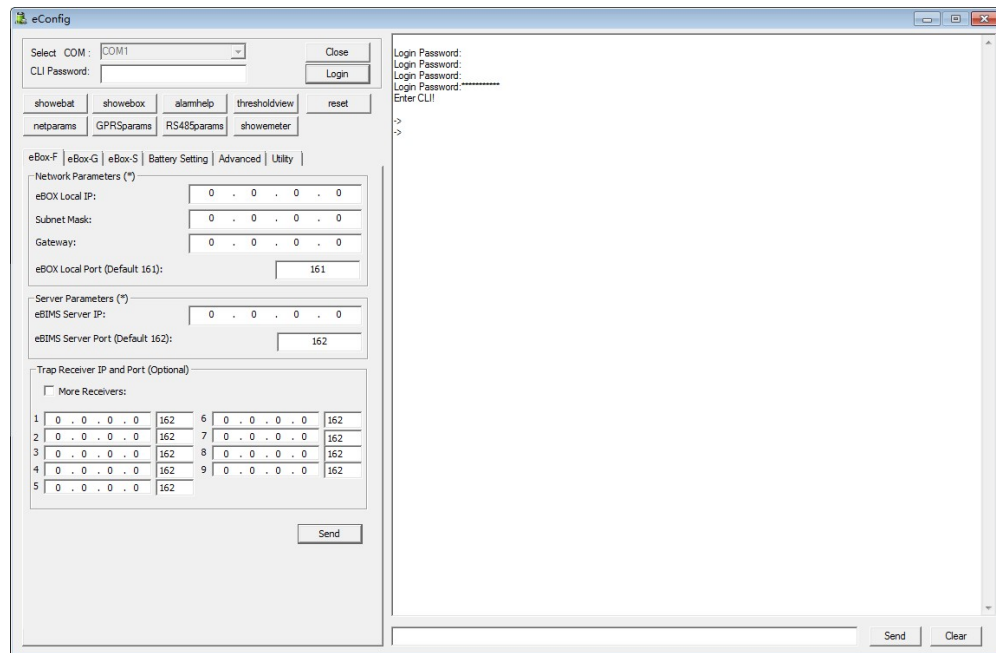 eConfig
Select COM : COM1 Close
CLI Password: Login
showebat showebox alarmhelp thresholdview reset
netparams GPRSparams RS485params showemeter
eBox-F eBox-G eBox-S Battery Setting Advanced Utility
Network Parameters (*)
eBOX Local IP: 0 . 0 . 0 . 0
Subnet Mask: 0 . 0 . 0 . 0
Gateway: 0 . 0 . 0 . 0
eBOX Local Port (Default 161): 161
Server Parameters (*)
eBIMS Server IP: 0 . 0 . 0 . 0
eBIMS Server Port (Default 162): 162
Trap Receiver IP and Port (Optional)
More Receivers:
1 0 . 0 . 0 . 0 162 6 0 . 0 . 0 . 0 162
2 0 . 0 . 0 . 0 162 7 0 . 0 . 0 . 0 162
3 0 . 0 . 0 . 0 162 8 0 . 0 . 0 . 0 162
4 0 . 0 . 0 . 0 162 9 0 . 0 . 0 . 0 162
5 0 . 0 . 0 . 0 162
Send
Login Password:
Login Password:
Login Password:
Login Password:***********
Enter CLI!
->
->
Send Clear